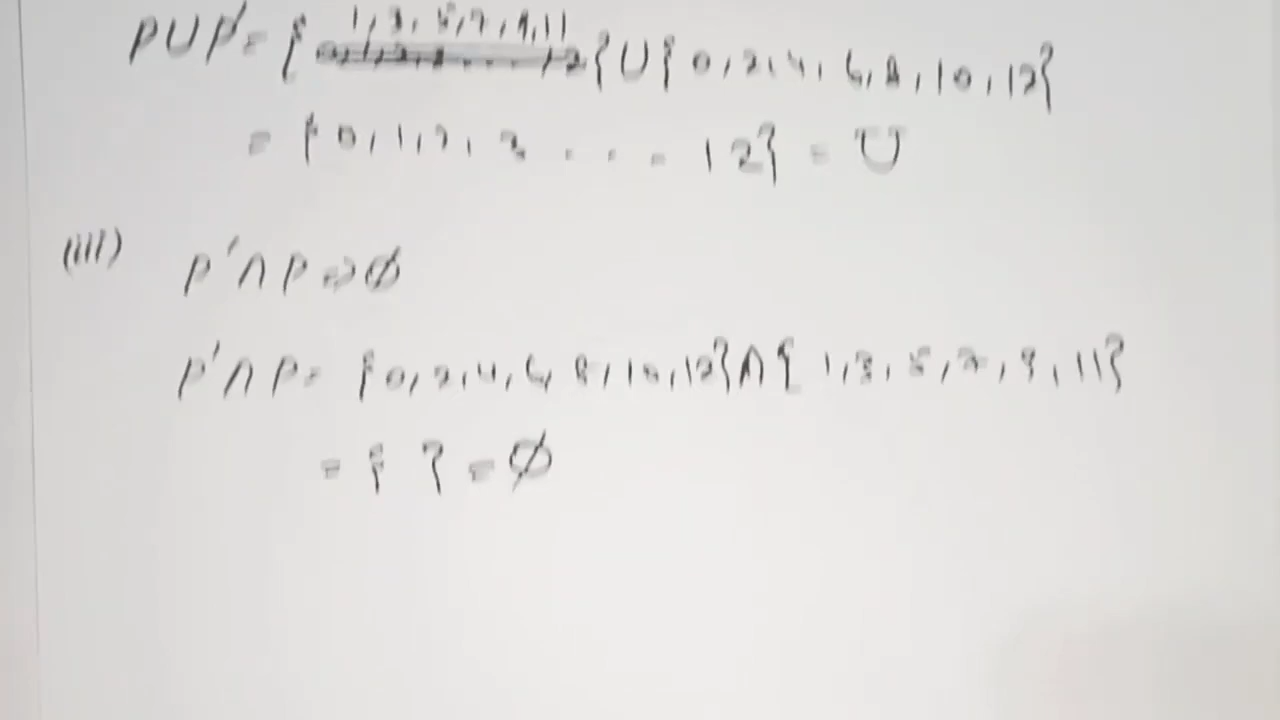 P∪P' = { 1, 3, 5, 7, 9, 11 } ∪ { 0, 2, 4, 6, 8, 10, 12 }
= { 0, 1, 2, 3 . . . . 12 } = U
(iii) P' ∩ P = ∅
P' ∩ P = { 0, 2, 4, 6, 8, 10, 12 } ∩ { 1, 3, 5, 7, 9, 11 }
= { } = ∅